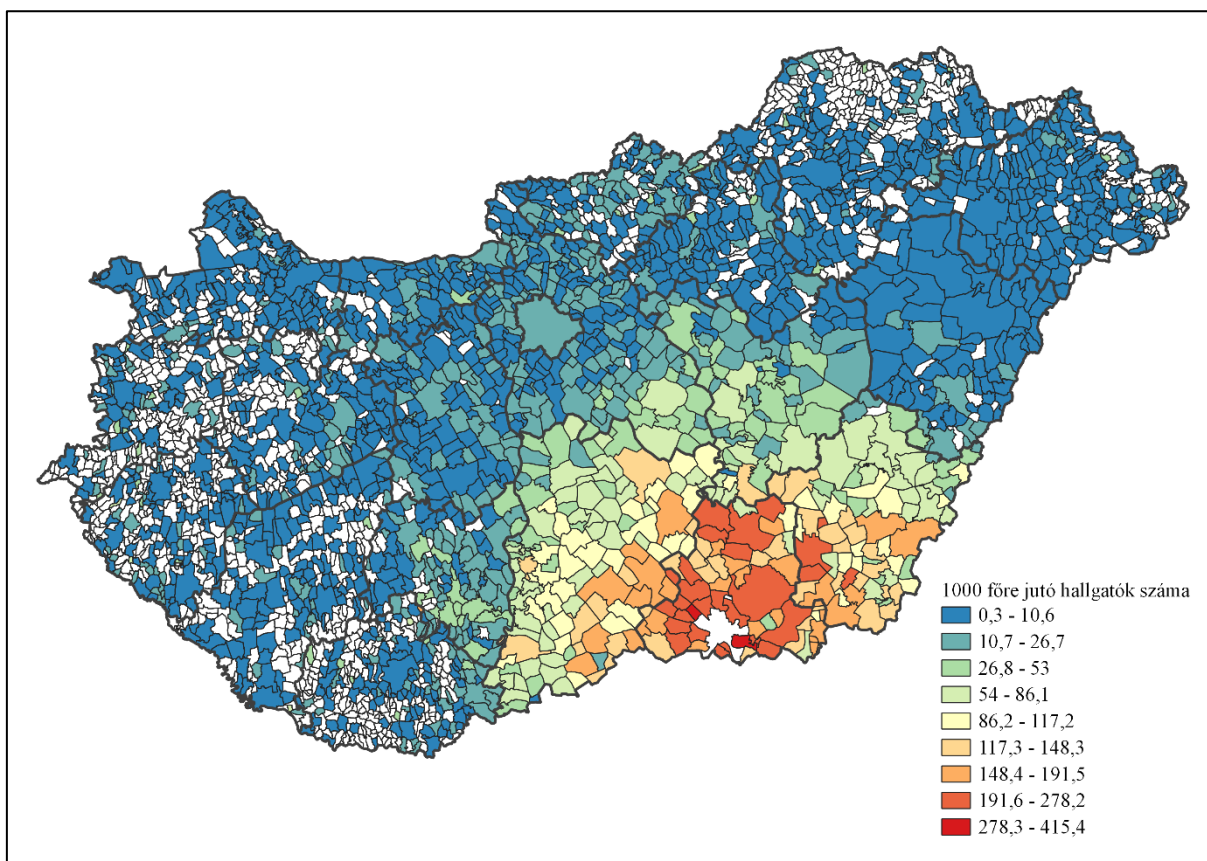 1000 főre jutó hallgatók száma
0,3 - 10,6
10,7 - 26,7
26,8 - 53
54 - 86,1
86,2 - 117,2
117,3 - 148,3
148,4 - 191,5
191,6 - 278,2
278,3 - 415,4